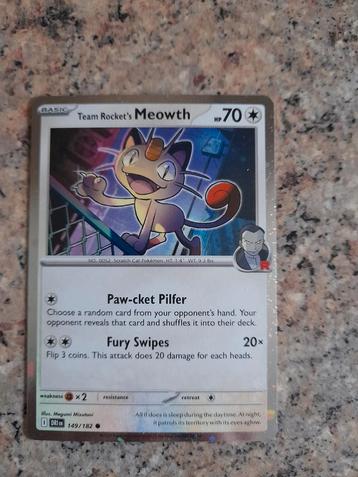 BASIC
Team Rocket's Meowth HP 70
NO. 0052 Scratch Cat Pokémon HT: 1'4" WT: 9.3 lbs.
R
Paw-cket Pilfer
Choose a random card from your opponent's hand. Your
opponent reveals that card and shuffles it into their deck.
Fury Swipes 20×
Flip 3 coins. This attack does 20 damage for each heads.
weakness ×2 resistance retreat
Illus. Megumi Mizutani
I DRI EN 149/182
All it does is sleep during the daytime. At night,
it patrols its territory with its eyes aglow.